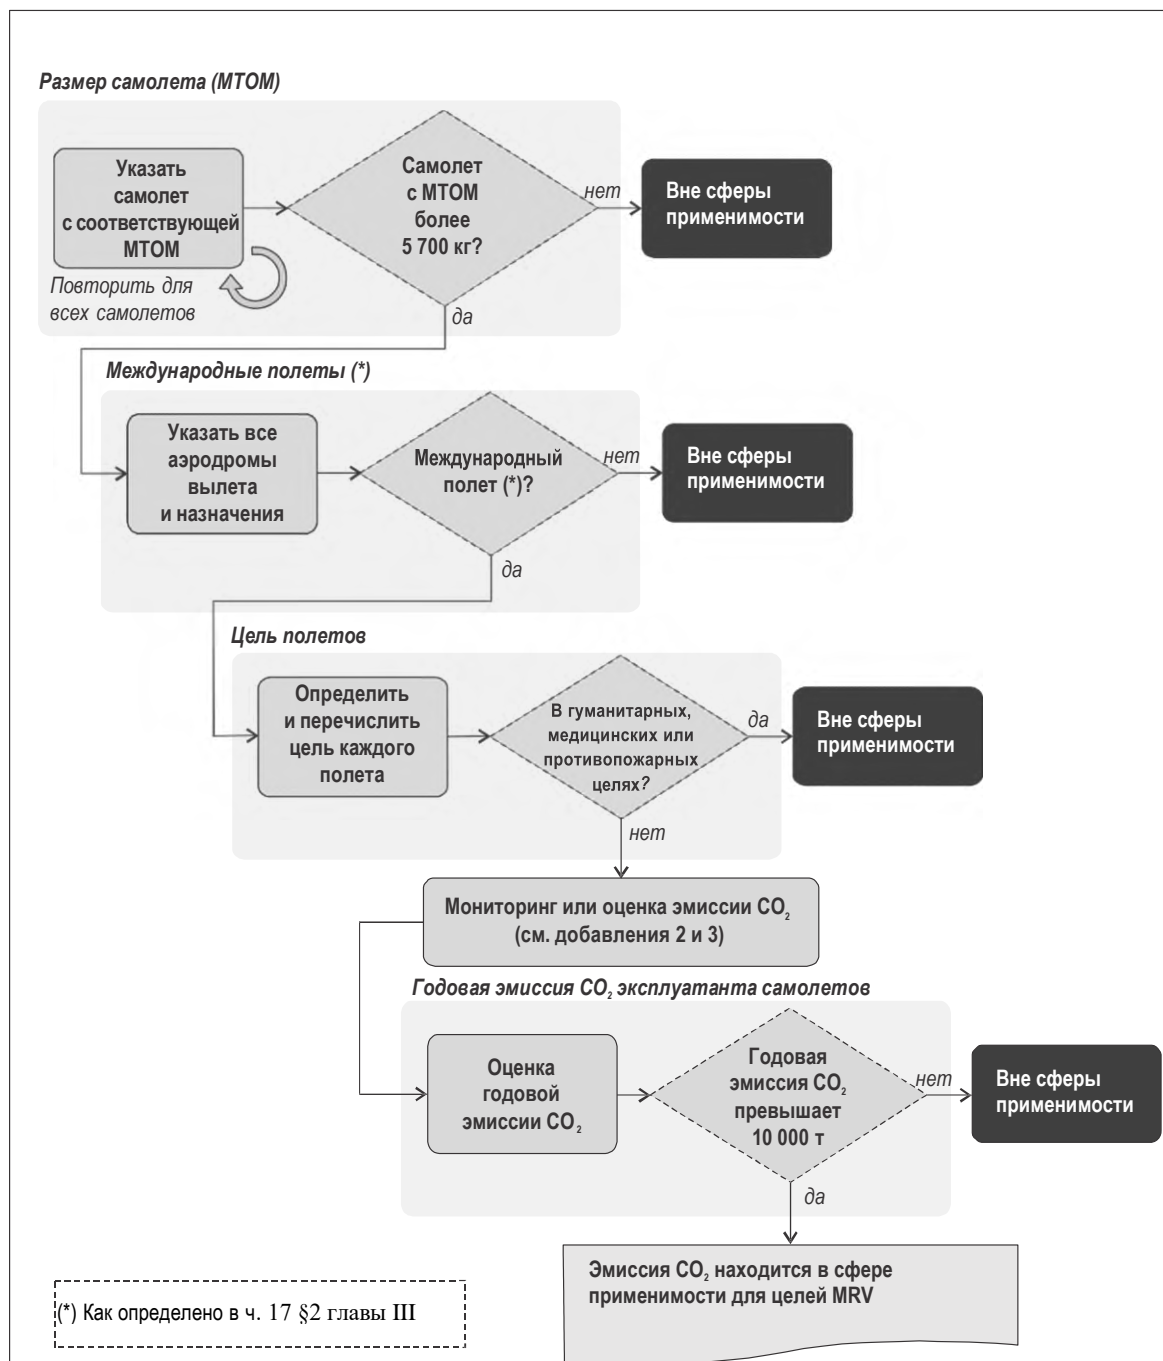 Размер самолета (MTOM)
Указать
самолет
с соответствующей
MTOM
Повторить для
всех самолетов
Самолет
с MTOM
более
5 700 кг?
нет
Вне сферы
применимости
да
Международные полеты (*)
Указать все
аэродромы
вылета
и назначения
Международный
полет (*)?
нет
Вне сферы
применимости
да
Цель полетов
Определить
и перечислить
цель каждого
полета
В гуманитарных,
медицинских или
противопожарных
целях?
да
Вне сферы
применимости
нет
Мониторинг или оценка эмиссии CO₂
(см. добавления 2 и 3)
Годовая эмиссия CO₂ эксплуатанта самолетов
Оценка
годовой
эмиссии CO₂
Годовая
эмиссия CO₂
превышает
10 000 т
нет
Вне сферы
применимости
да
Эмиссия CO₂ находится в сфере
применимости для целей MRV
(*) Как определено в ч. 17 §2 главы III